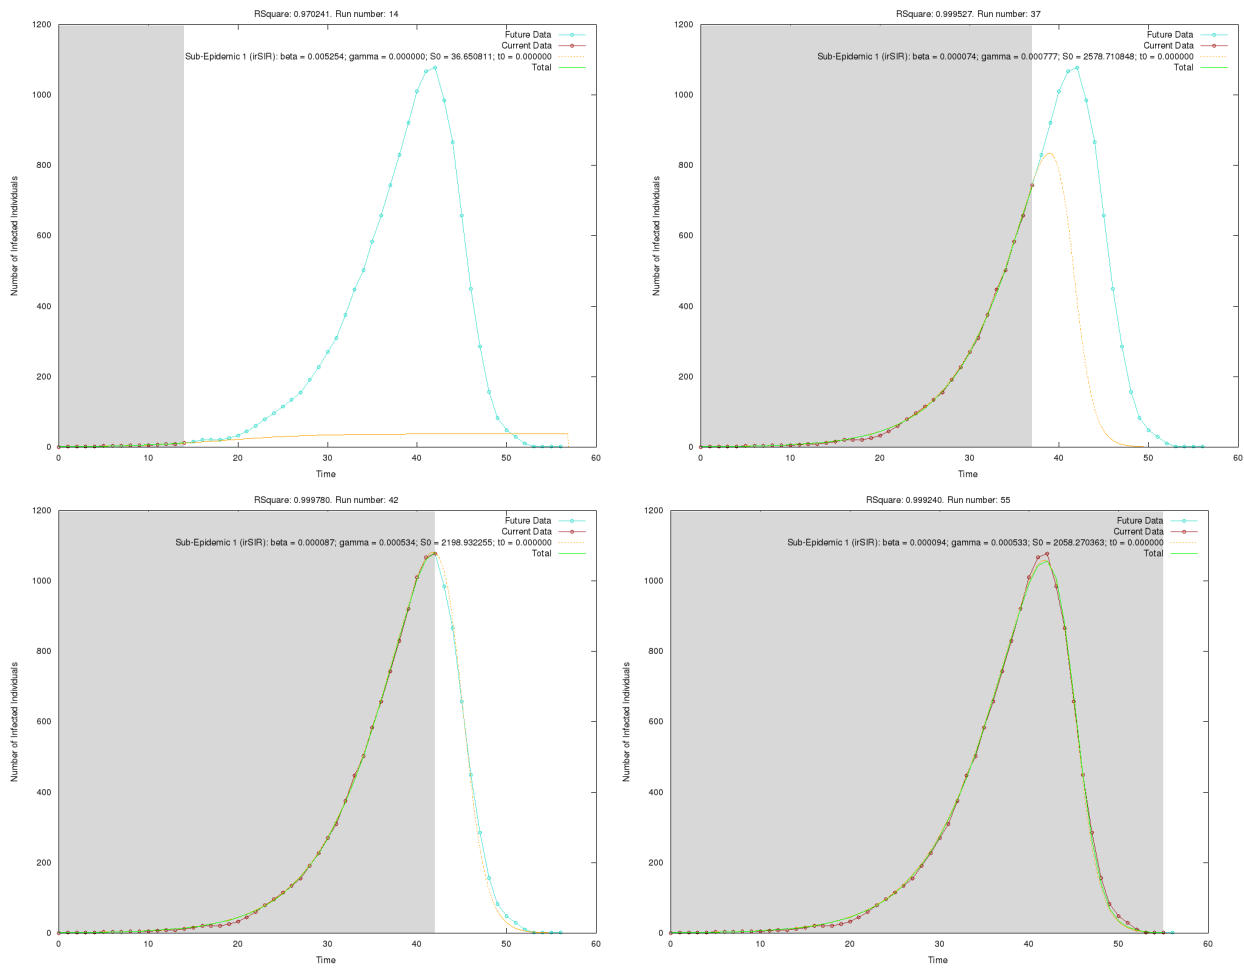 RSquare: 0.970241. Run number: 14
1200
1000
800
600
400
200
0
Number of Infected Individuals
Future Data
Current Data
Sub-Epidemic 1 (irSIR): beta = 0.005254; gamma = 0.000000; S0 = 36.650811; t0 = 0.000000
Total
0 10 20 30 40 50 60
Time
RSquare: 0.999527. Run number: 37
1200
1000
800
600
400
200
0
Number of Infected Individuals
Future Data
Current Data
Sub-Epidemic 1 (irSIR): beta = 0.000074; gamma = 0.000777; S0 = 2578.710848; t0 = 0.000000
Total
0 10 20 30 40 50 60
Time
RSquare: 0.999780. Run number: 42
1200
1000
800
600
400
200
0
Number of Infected Individuals
Future Data
Current Data
Sub-Epidemic 1 (irSIR): beta = 0.000087; gamma = 0.000534; S0 = 2198.932255; t0 = 0.000000
Total
0 10 20 30 40 50 60
Time
RSquare: 0.999240. Run number: 55
1200
1000
800
600
400
200
0
Number of Infected Individuals
Future Data
Current Data
Sub-Epidemic 1 (irSIR): beta = 0.000094; gamma = 0.000533; S0 = 2058.270363; t0 = 0.000000
Total
0 10 20 30 40 50 60
Time